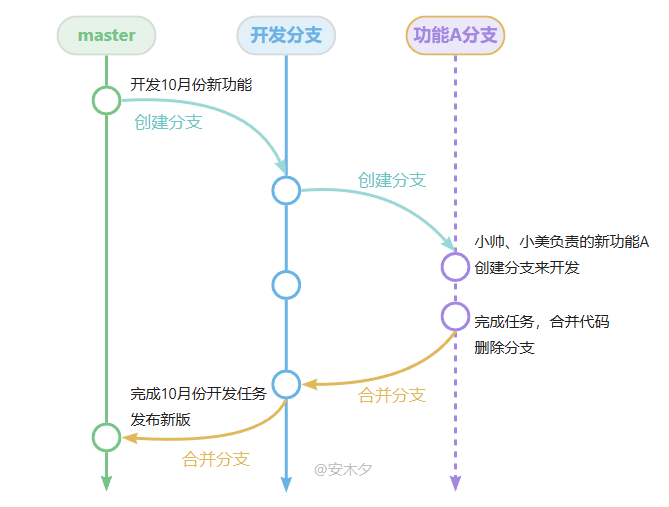 master
开发分支
功能A分支
开发10月份新功能
创建分支
创建分支
小帅、小美负责的新功能A
创建分支来开发
完成任务，合并代码
删除分支
完成10月份开发任务
发布新版
合并分支
合并分支
@安木夕